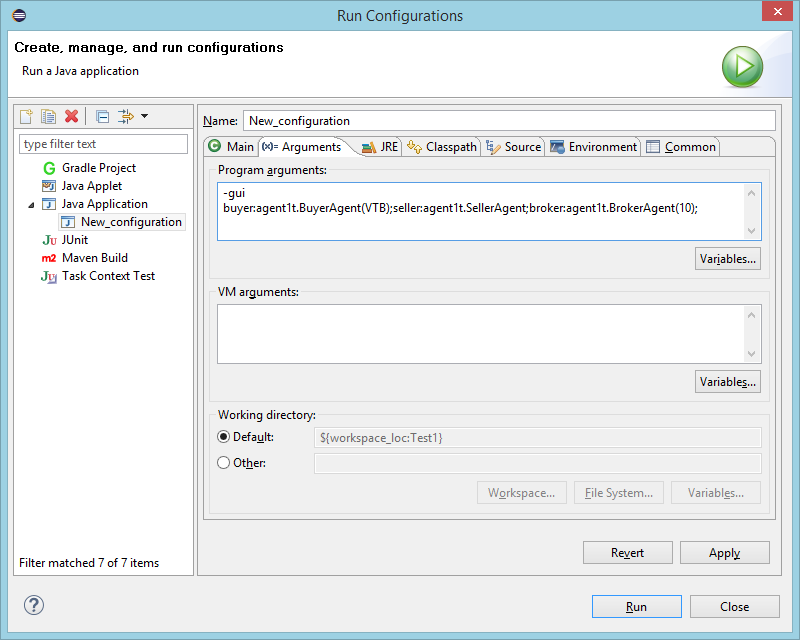 Run Configurations
Create, manage, and run configurations
Run a Java application
type filter text
Gradle Project
Java Applet
Java Application
New_configuration
JUnit
Maven Build
Task Context Test
Filter matched 7 of 7 items
Name: New_configuration
Main (x)= Arguments JRE Classpath Source Environment Common
Program arguments:
-gui
buyer:agent1t.BuyerAgent(VTB);seller:agent1t.SellerAgent;broker:agent1t.BrokerAgent(10);
Variables...
VM arguments:
Variables...
Working directory:
Default: ${workspace_loc:Test1}
Other:
Workspace... File System... Variables...
Revert Apply
Run Close